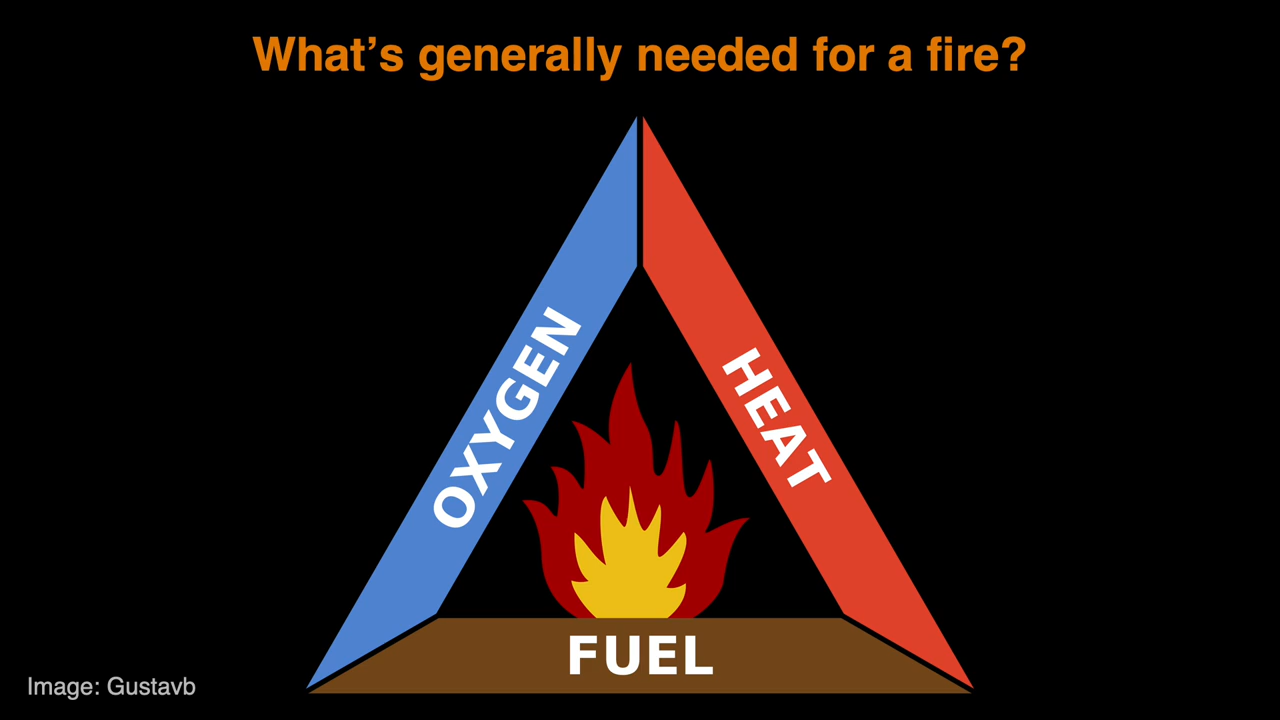 What’s generally needed for a fire?
OXYGEN
HEAT
FUEL
Image: Gustavb